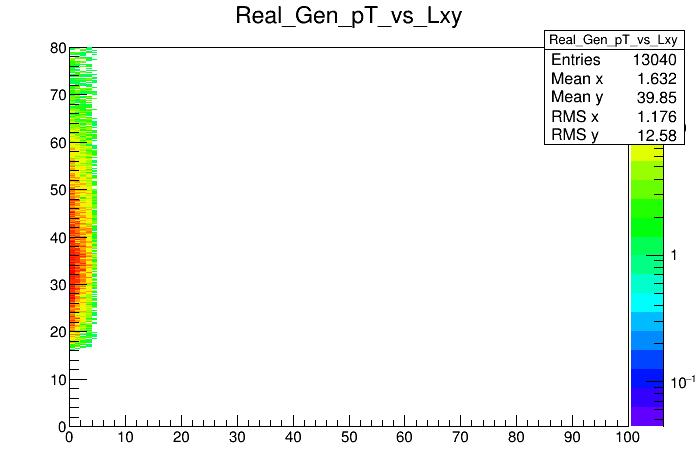 Real_Gen_pT_vs_Lxy
Real_Gen_pT_vs_Lxy
Entries 13040
Mean x 1.632
Mean y 39.85
RMS x 1.176
RMS y 12.58
80
70
60
50
40
30
20
10
0
1
10⁻¹
0 10 20 30 40 50 60 70 80 90 100